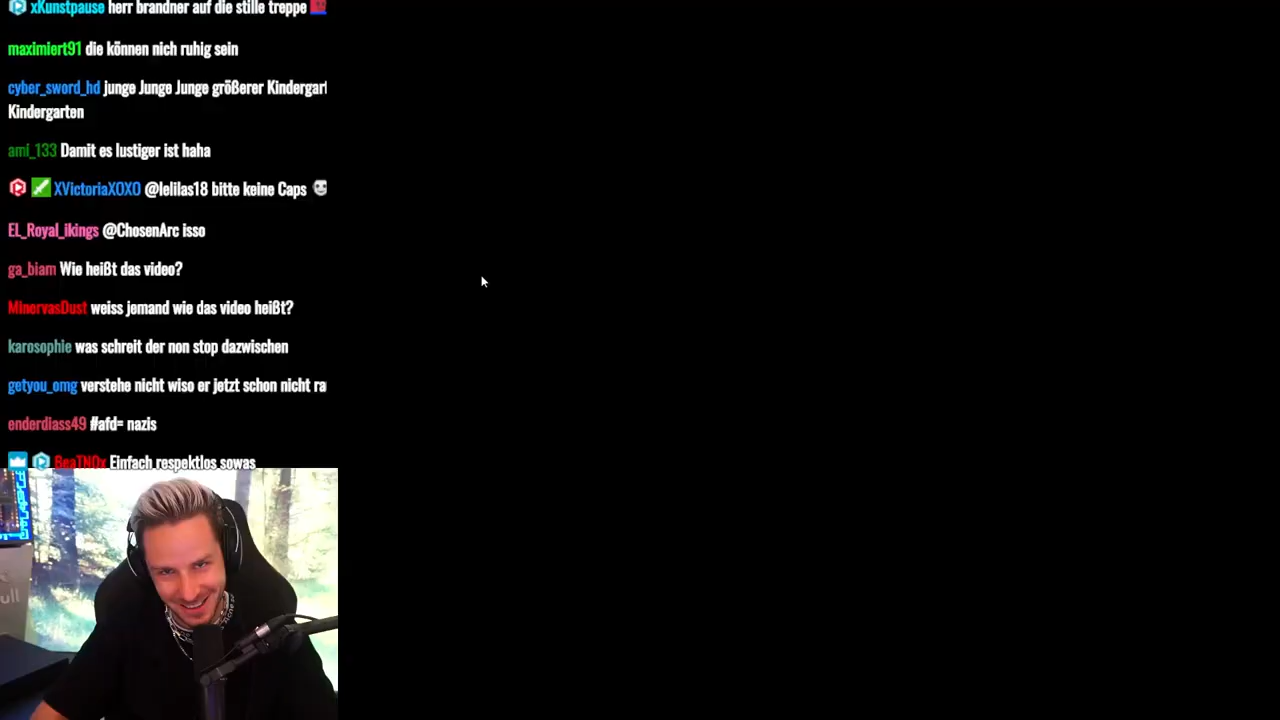 xKunstpause herr brandner auf die stille treppe
maximiert91 die können nich ruhig sein
cyber_sword_hd junge Junge Junge größerer Kindergart
Kindergarten
ami_133 Damit es lustiger ist haha
XVictoriaXOXO @lelilas18 bitte keine Caps
EL_Royal_ikings @ChosenArc isso
ga_biam Wie heißt das video?
MinervasDust weiss jemand wie das video heißt?
karosophie was schreit der non stop dazwischen
getyou_omg verstehe nicht wiso er jetzt schon nicht ra
enderdiass49 #afd= nazis
BeaTNDx Einfach respektlos sowas
ull